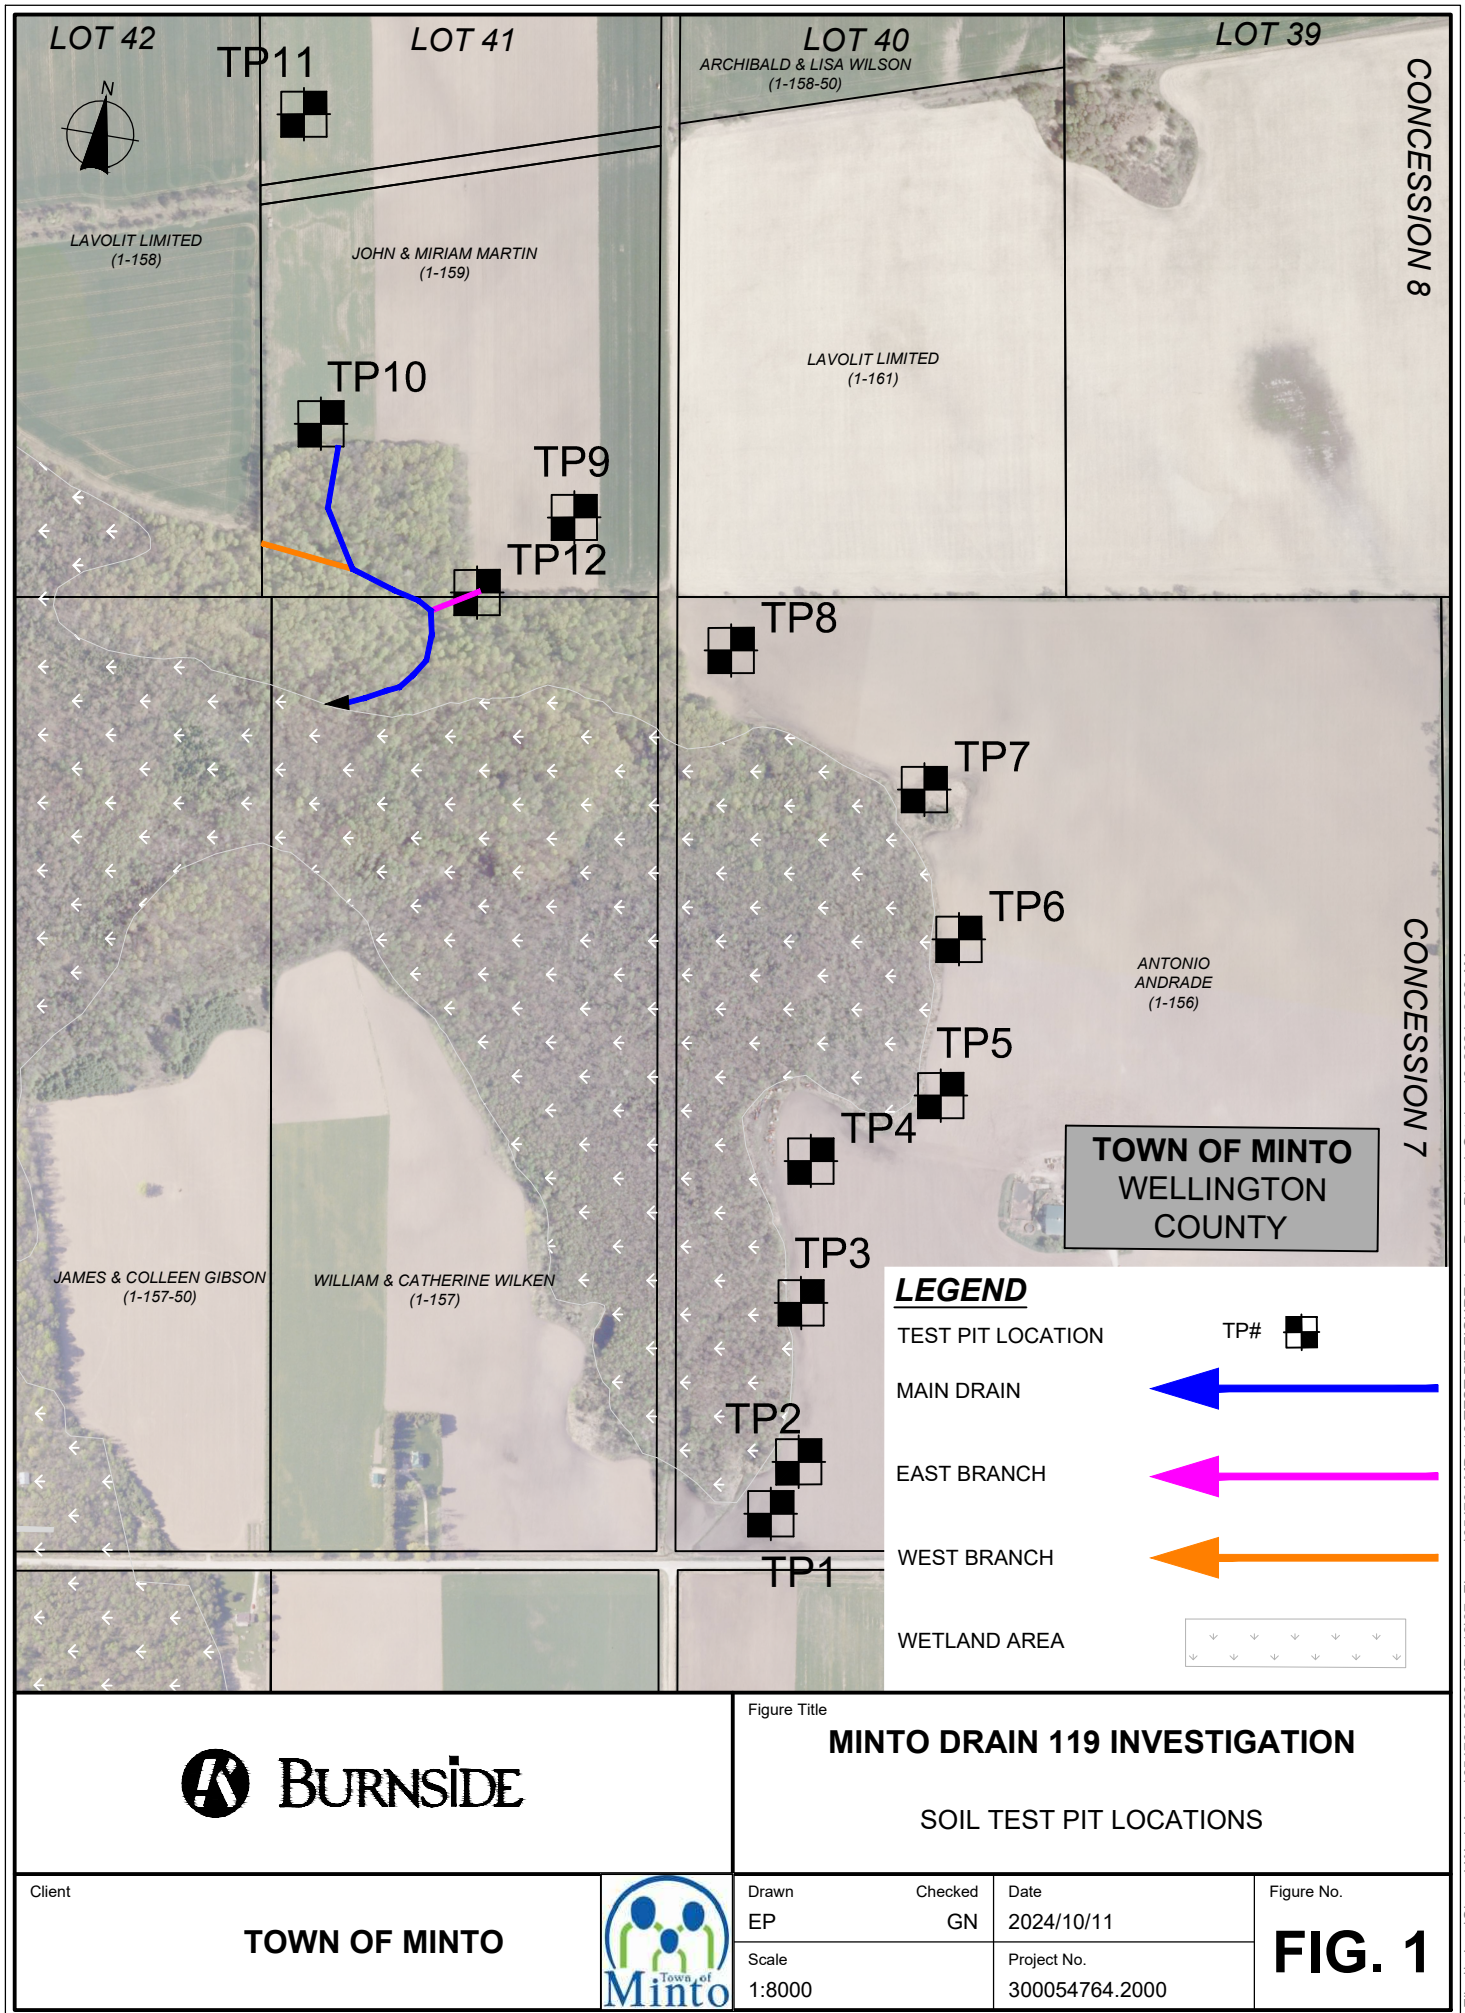 LOT 42
LOT 41
LOT 40
LOT 39
TP11
ARCHIBALD & LISA WILSON
(1-158-50)
N
CONCESSION 8
LAVOLIT LIMITED
(1-158)
JOHN & MIRIAM MARTIN
(1-159)
LAVOLIT LIMITED
(1-161)
TP10
TP9
TP12
TP8
TP7
TP6
ANTONIO
ANDRADE
(1-156)
CONCESSION 7
TP5
TP4
TOWN OF MINTO
WELLINGTON
COUNTY
TP3
JAMES & COLLEEN GIBSON
(1-157-50)
WILLIAM & CATHERINE WILKEN
(1-157)
TP2
TP1
LEGEND
TEST PIT LOCATION
TP#
MAIN DRAIN
EAST BRANCH
WEST BRANCH
WETLAND AREA
BURNSIDE
Figure Title
MINTO DRAIN 119 INVESTIGATION
SOIL TEST PIT LOCATIONS
Client
TOWN OF MINTO
Town of
Minto
Drawn
EP
Checked
GN
Date
2024/10/11
Scale
1:8000
Project No.
300054764.2000
Figure No.
FIG. 1